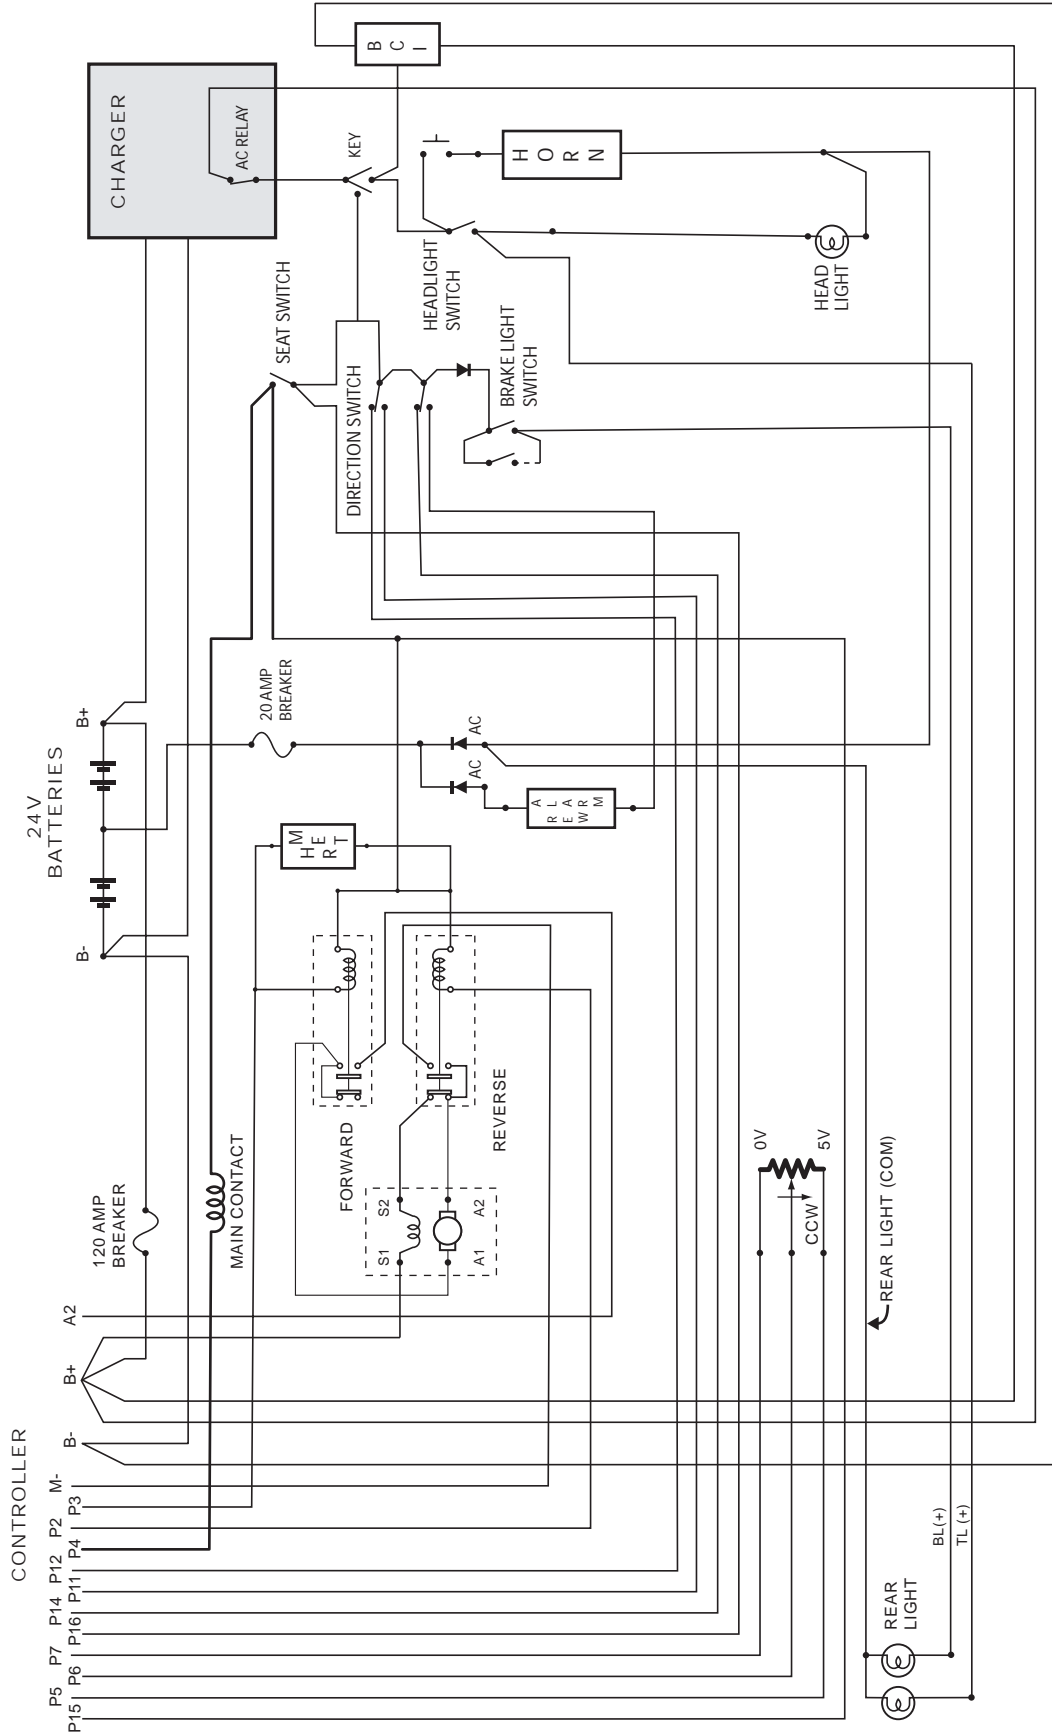 CONTROLLER
P15
P5
P6
P7
P16
P14
P11
P12
P4
P2
P3
M-
B-
B+
A2
120 AMP
BREAKER
MAIN CONTACT
24V
BATTERIES
B-
B+
CHARGER
AC RELAY
B
C
I
KEY
SEAT SWITCH
H
O
R
N
HEADLIGHT
SWITCH
HEAD
LIGHT
DIRECTION SWITCH
BRAKE LIGHT
SWITCH
20 AMP
BREAKER
AC
AC
A L A M
R E W R
M E T
H R
FORWARD
REVERSE
S1
S2
A1
A2
0V
5V
CCW
REAR LIGHT (COM)
BL(+)
TL (+)
REAR
LIGHT